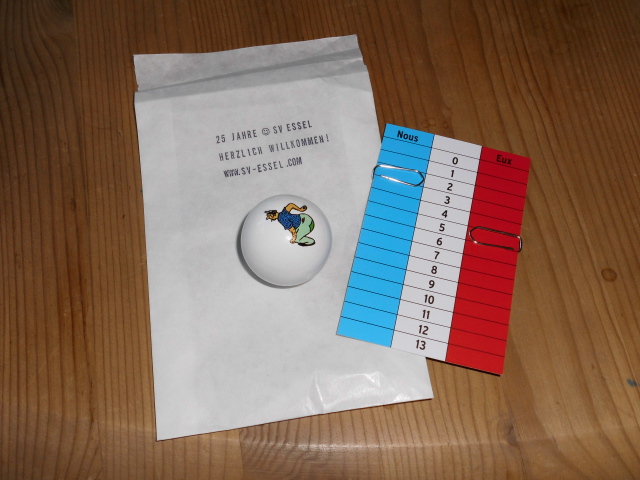 25 JAHRE ☺ SV ESSEL
HERZLICH WILLKOMMEN!
WWW.SV-ESSEL.COM
Nous
Eux
0
1
2
3
4
5
6
7
8
9
10
11
12
13